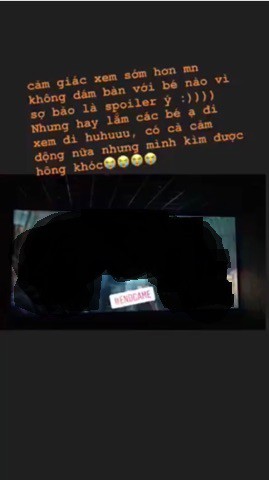 cảm giác xem sớm hơn mn
không dám bàn với bé nào vì
sợ bảo là spoiler ý :))))
Nhưng hay lắm các bé ạ đi
xem đi huhuuu, có cả cảm
động nữa nhưng mình kìm được
hông khóc😭😭😭😭
#ENDGAME